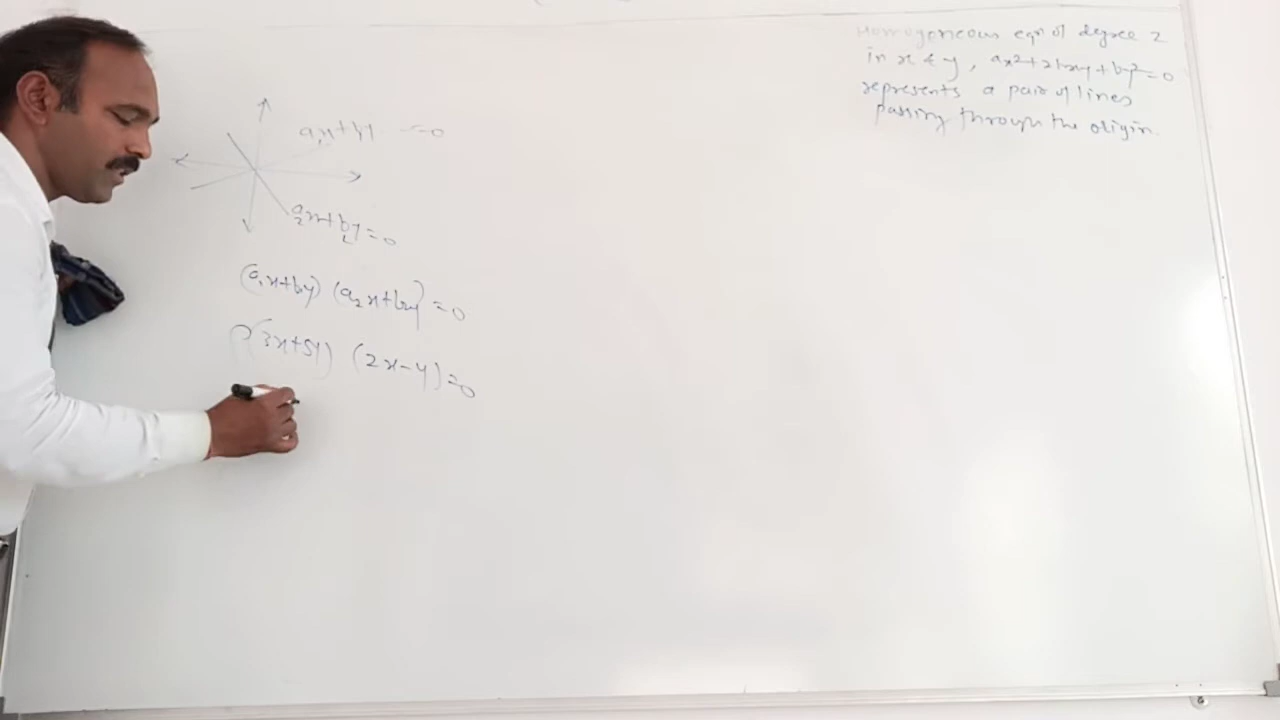 Homogoneous eqn of degree 2
in x & y, ax²+2hxy+by²=0
represents a pair of lines
passing through the origin.
a₁x+b₁y =0
a₂x+b₂y=0
(a₁x+b₁y) (a₂x+b₂y)=0
(3x+5y) (2x-y)=0